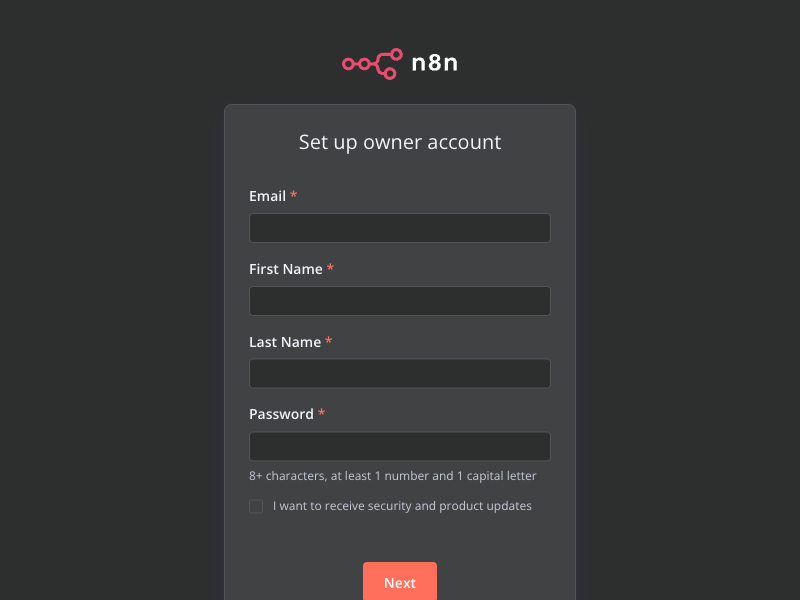 n8n
Set up owner account
Email *
First Name *
Last Name *
Password *
8+ characters, at least 1 number and 1 capital letter
I want to receive security and product updates
Next